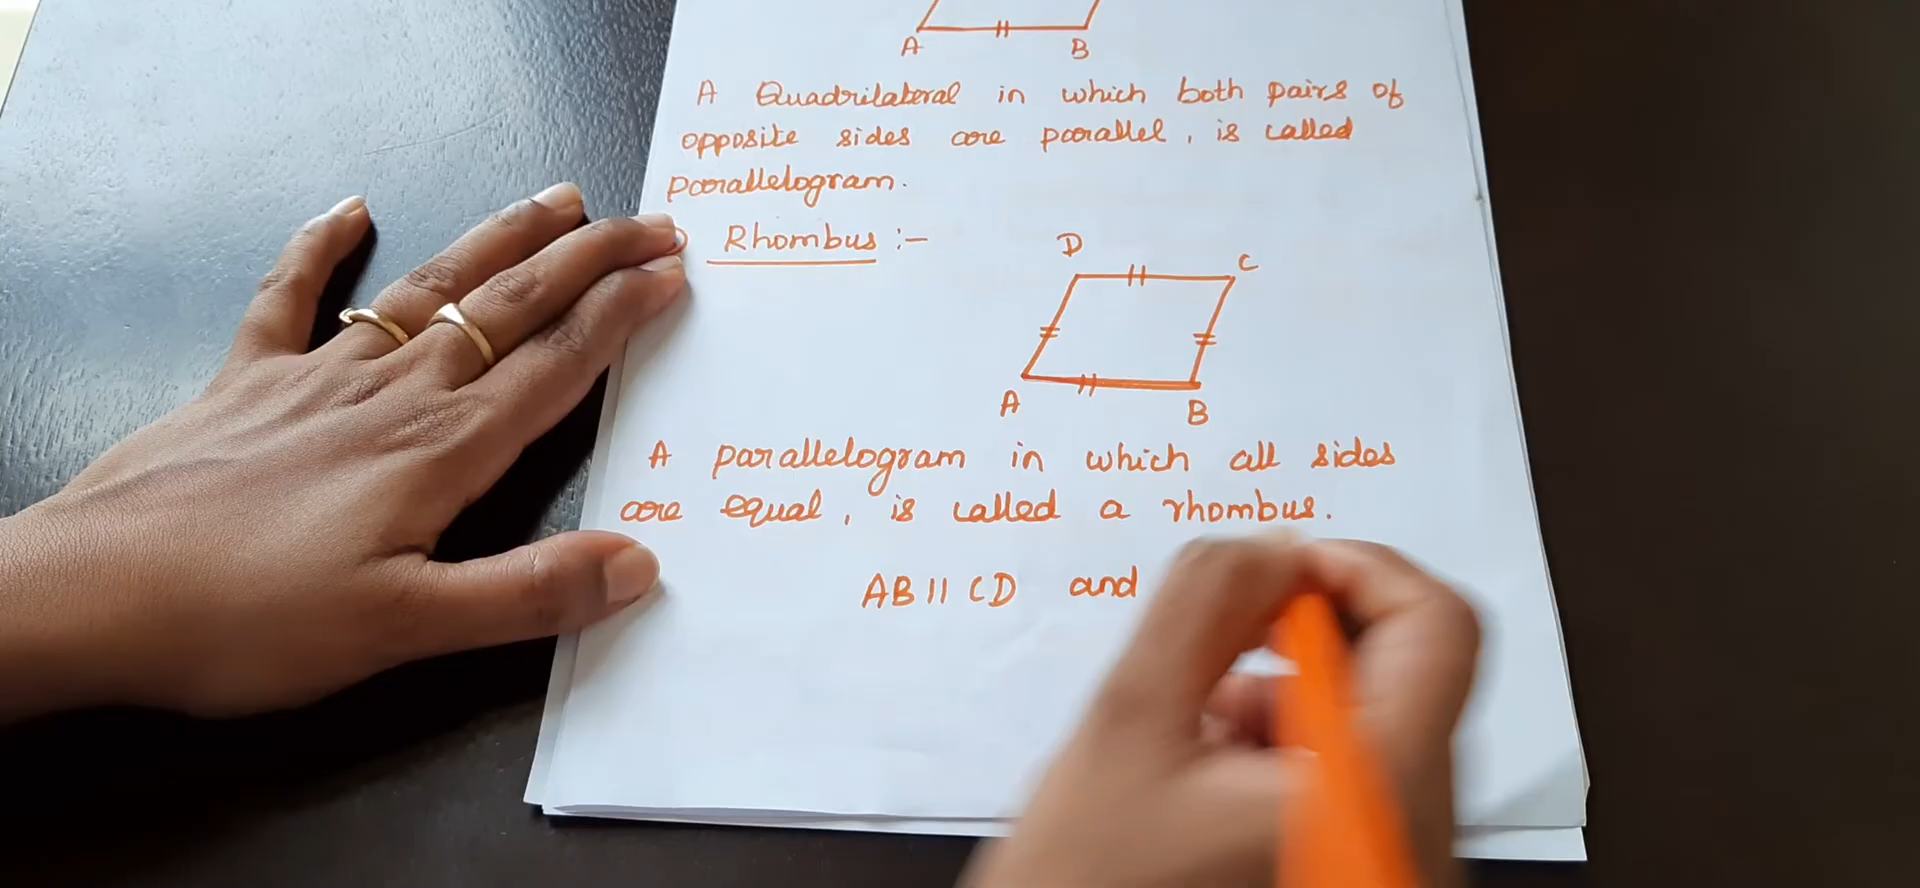 A B
A Quadrilateral in which both pairs of
opposite sides are parallel, is called
parallelogram.
Rhombus :-
D C
A B
A parallelogram in which all sides
are equal, is called a rhombus.
AB || CD and